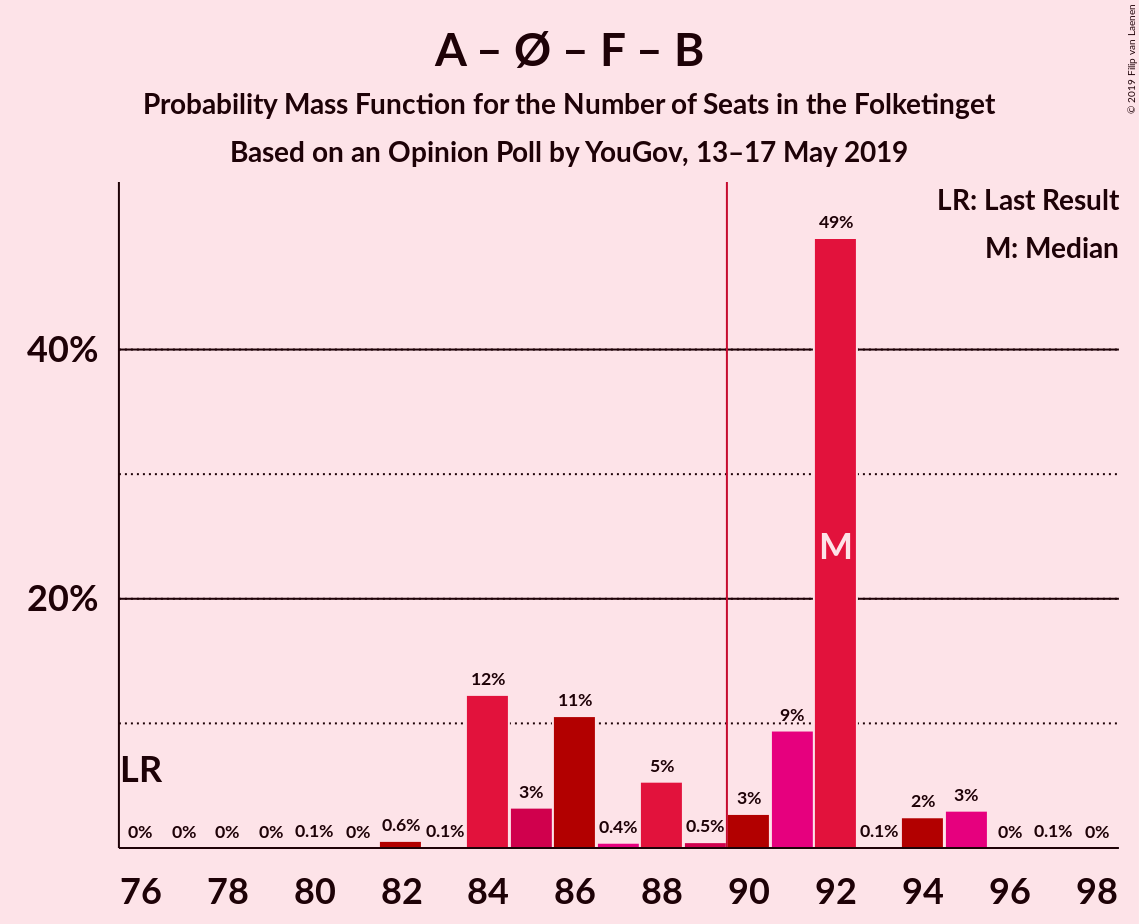 A – Ø – F – B
Probability Mass Function for the Number of Seats in the Folketinget
Based on an Opinion Poll by YouGov, 13–17 May 2019
© 2019 Filip van Laenen
LR: Last Result
M: Median
49%
40%
M
20%
12%
11%
9%
LR
5%
3%
3%
2%
3%
0%
0%
0%
0%
0.1%
0%
0.6%
0.1%
0.4%
0.5%
0.1%
0%
0.1%
0%
76 78 80 82 84 86 88 90 92 94 96 98